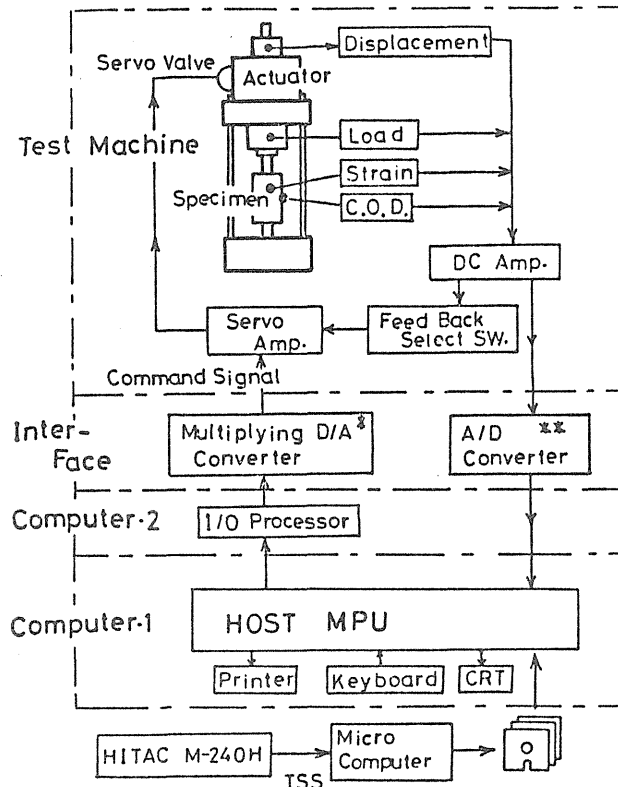 Displacement
Servo Valve
Actuator
Test Machine
Load
Strain
Specimen
C.O.D.
DC Amp.
Servo
Amp.
Feed Back
Select SW.
Command Signal
Inter-
Face
Multiplying D/A*
Converter
A/D **
Converter
Computer·2
I/O Processor
Computer·1
HOST MPU
Printer
Keyboard
CRT
HITAC M-240H
TSS
Micro
Computer